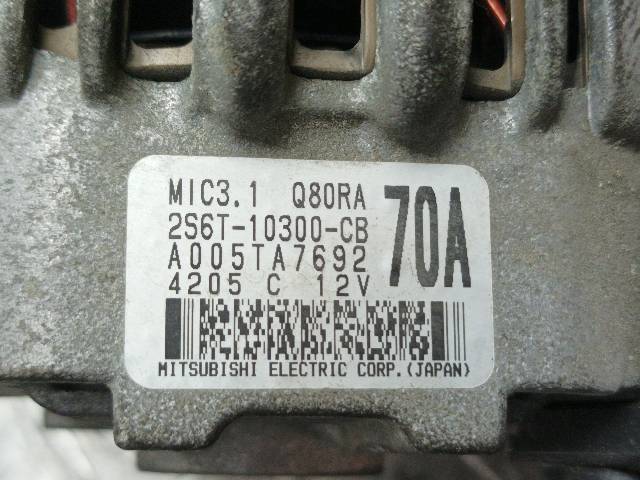 MIC3.1 Q80RA
2S6T-10300-CB
70A
A005TA7692
4205 C 12V
MITSUBISHI ELECTRIC CORP.(JAPAN)